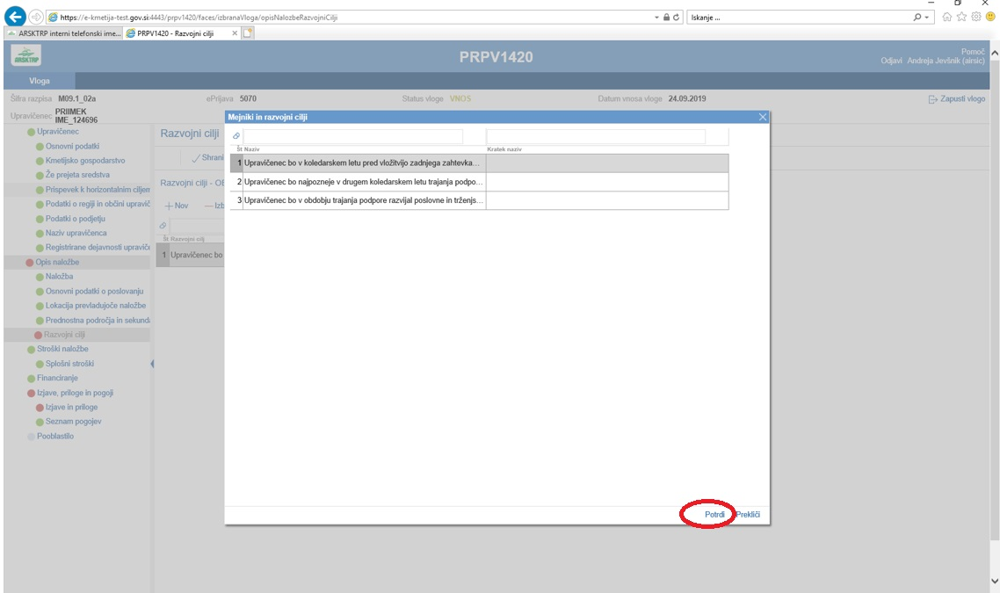 https://e-kmetija-test.gov.si:4443/prpv1420/faces/izbranaVloga/opisNalozbeRazvojniCilji
Iskanje ...
ARSKTRP interni telefonski ime...
PRPV1420 - Razvojni cilji
ARSKTRP
PRPV1420
Pomoč
Odjavi Andreja Jevšnik (airsic)
Vloga
Šifra razpisa M09.1_02a ePrijava 5070 Status vloge VNOS Datum vnosa vloge 24.09.2019 Zapusti vlogo
Upravičenec PRIIMEK
IME_124696
Upravičenec
Osnovni podatki
Kmetijsko gospodarstvo
Že prejeta sredstva
Prispevek k horizontalnim ciljem
Podatki o regiji in občini upravič
Podatki o podjetju
Naziv upravičenca
Registrirane dejavnosti upraviče
Opis naložbe
Naložba
Osnovni podatki o poslovanju
Lokacija prevladujoče naložbe
Prednostna področja in sekunda
Razvojni cilji
Stroški naložbe
Splošni stroški
Financiranje
Izjave, priloge in pogoji
Izjave in priloge
Seznam pogojev
Pooblastilo
Razvojni cilji
Shrani
Razvojni cilji - OB
Nov
Izb
Št Razvojni cilj
1 Upravičenec bo
Mejniki in razvojni cilji
Št Naziv Kratek naziv
1 Upravičenec bo v koledarskem letu pred vložitvijo zadnjega zahtevka...
2 Upravičenec bo najpozneje v drugem koledarskem letu trajanja podpo...
3 Upravičenec bo v obdobju trajanja podpore razvijal poslovne in tržnjs...
Potrdi Prekliči